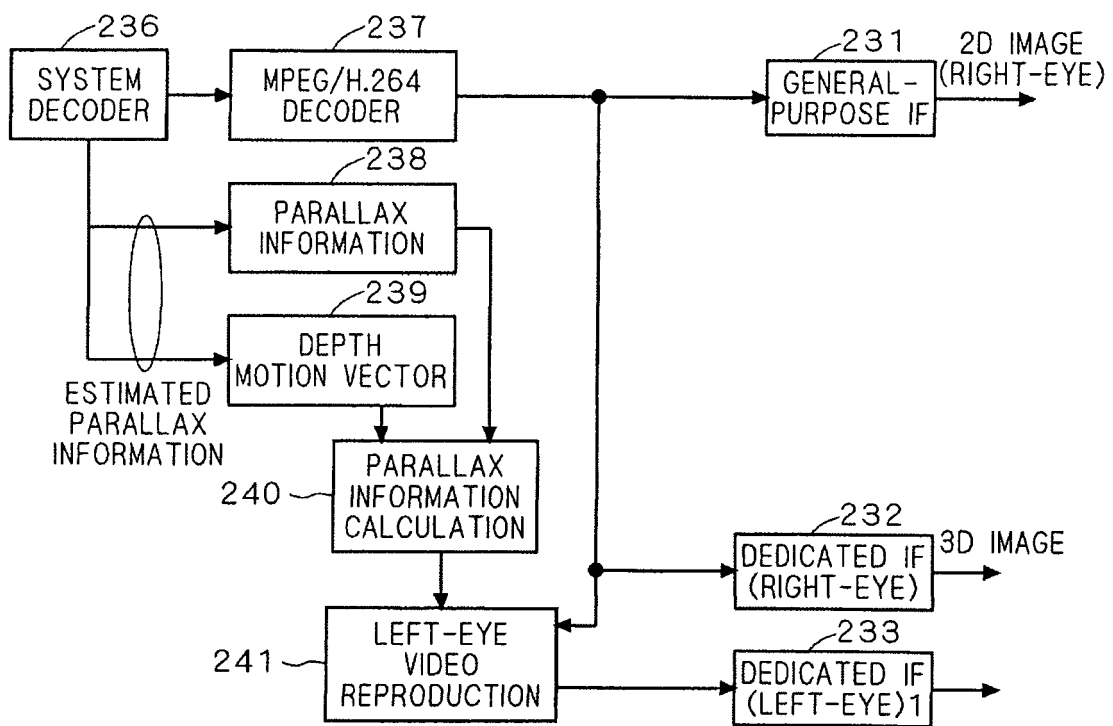 236
SYSTEM
DECODER
237
MPEG/H.264
DECODER
231
GENERAL-
PURPOSE IF
2D IMAGE
(RIGHT-EYE)
238
PARALLAX
INFORMATION
239
DEPTH
MOTION VECTOR
ESTIMATED
PARALLAX
INFORMATION
240
PARALLAX
INFORMATION
CALCULATION
232
DEDICATED IF
(RIGHT-EYE)
3D IMAGE
241
LEFT-EYE
VIDEO
REPRODUCTION
233
DEDICATED IF
(LEFT-EYE)1